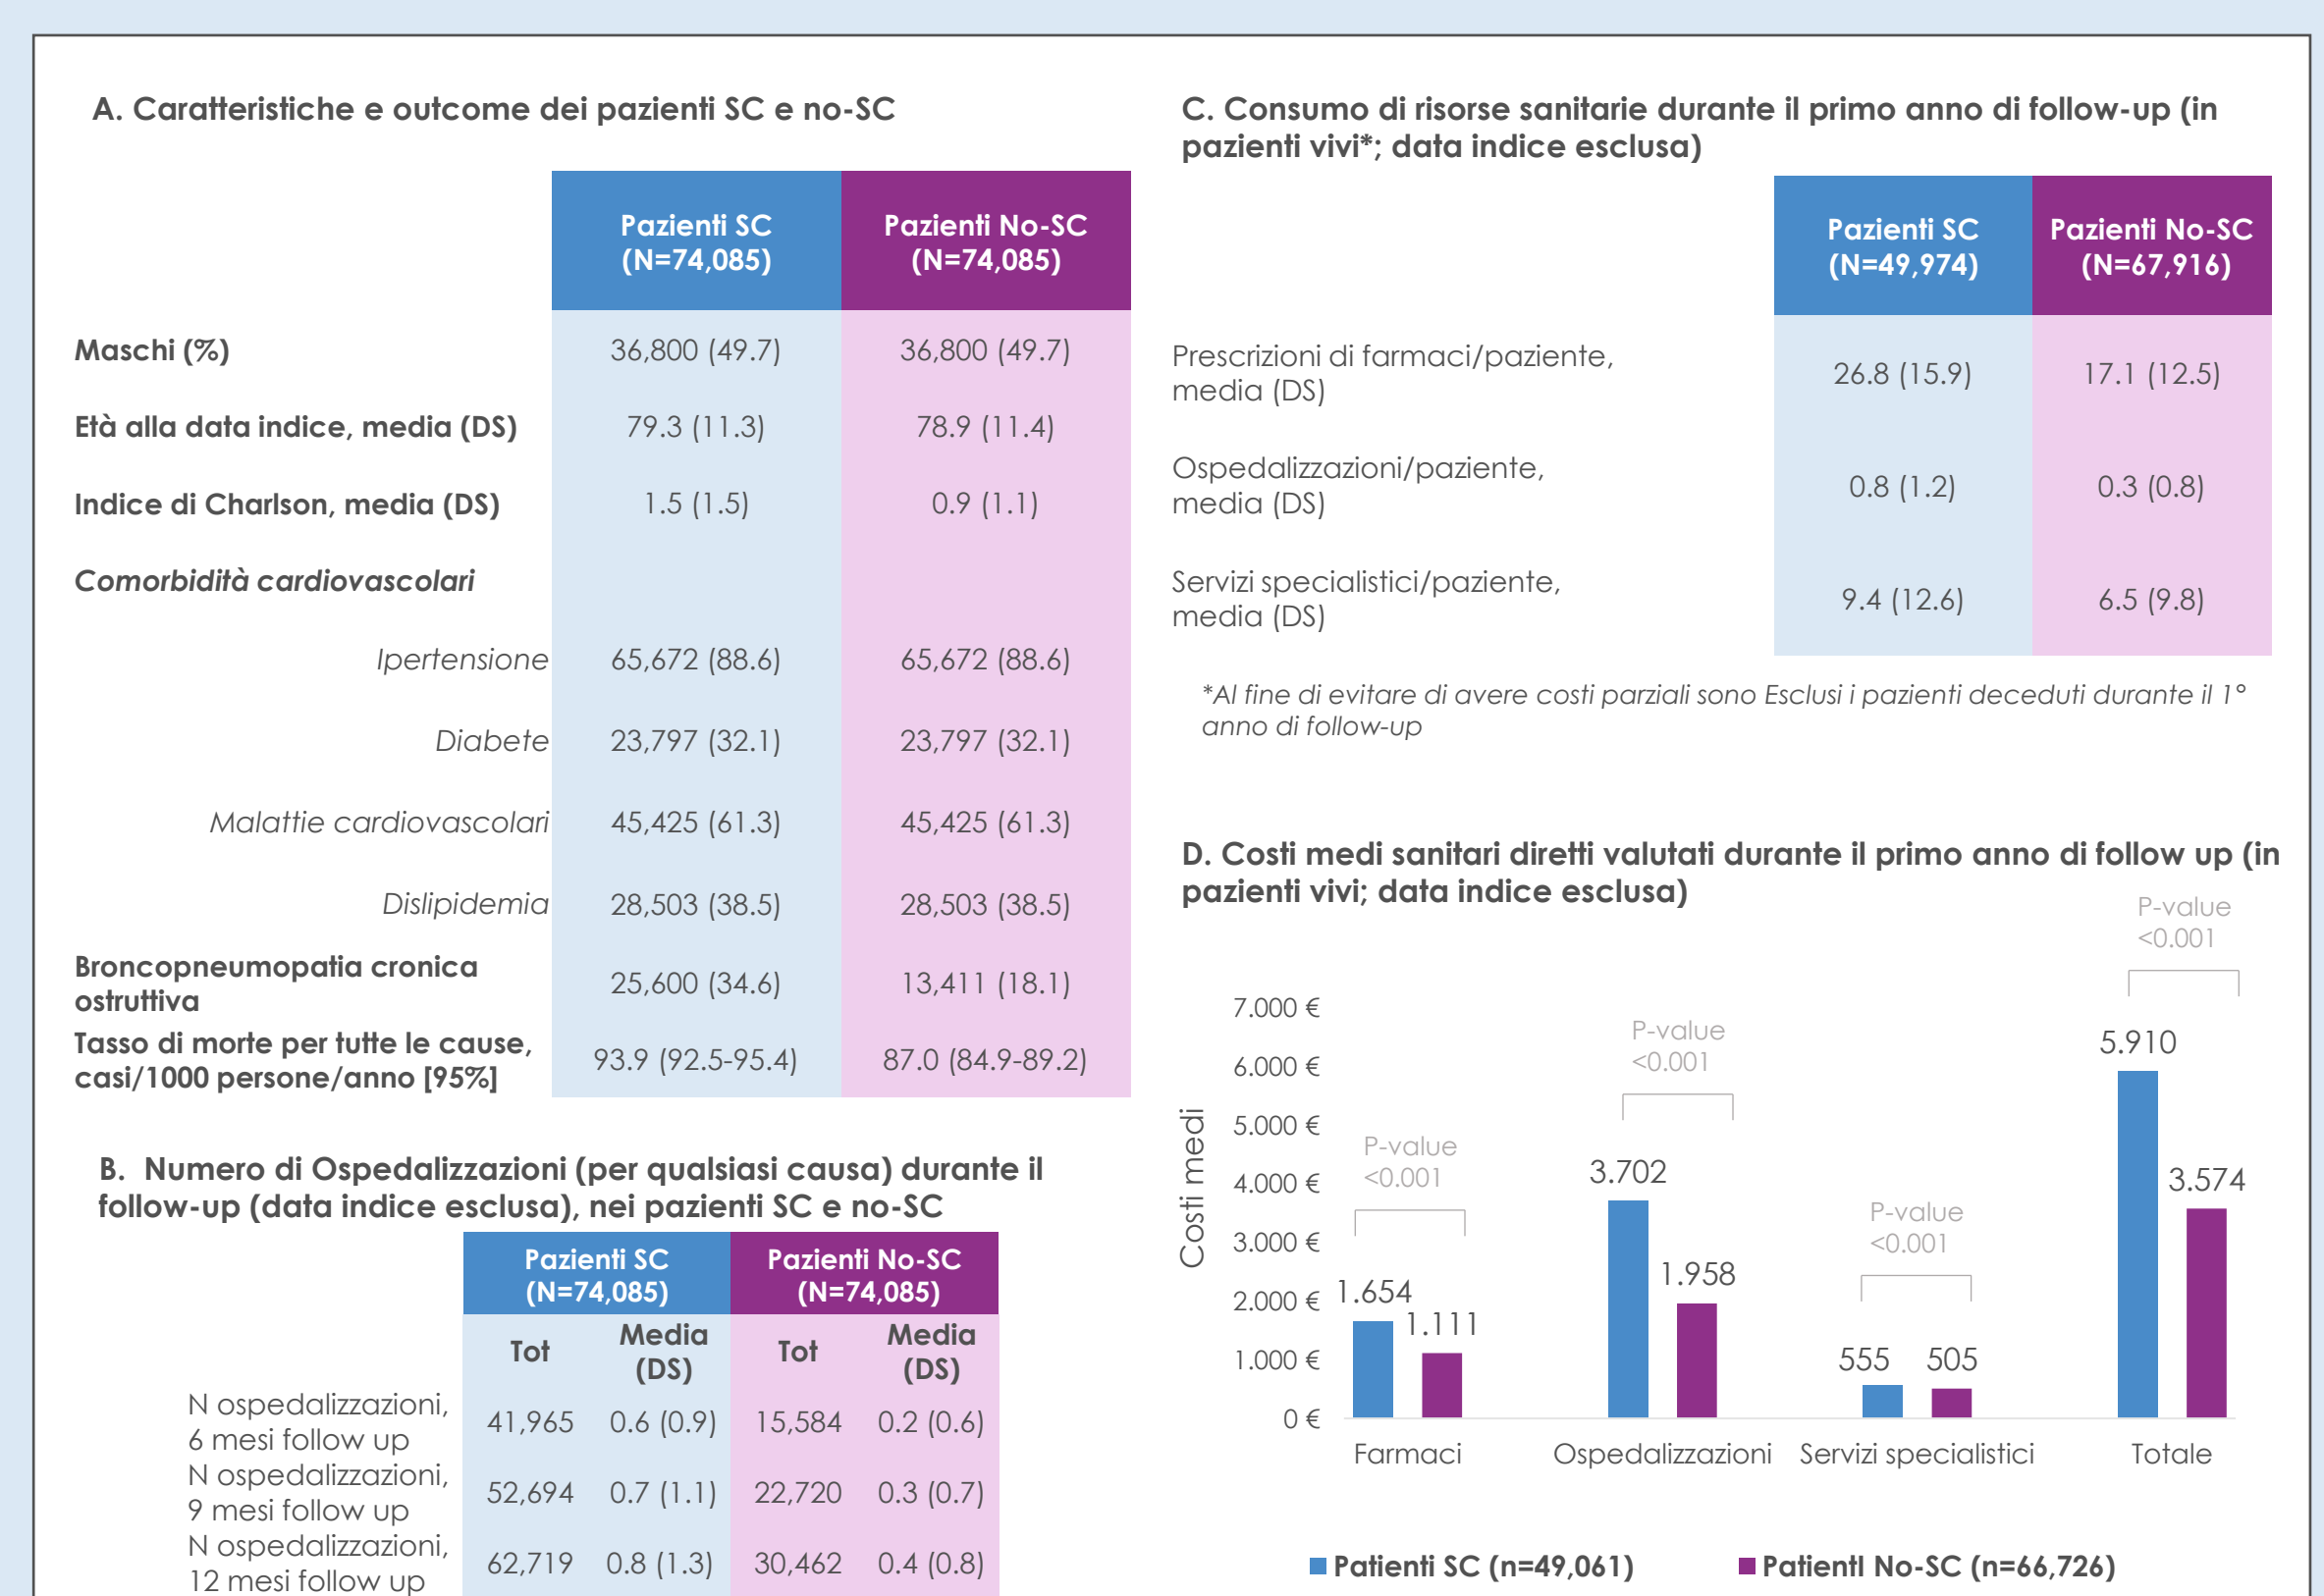 A. Caratteristiche e outcome dei pazienti SC e no-SC
Pazienti SC
(N=74,085)
Pazienti No-SC
(N=74,085)
Maschi (%)
36,800 (49.7)
36,800 (49.7)
Età alla data indice, media (DS)
79.3 (11.3)
78.9 (11.4)
Indice di Charlson, media (DS)
1.5 (1.5)
0.9 (1.1)
Comorbidità cardiovascolari
Ipertensione
65,672 (88.6)
65,672 (88.6)
Diabete
23,797 (32.1)
23,797 (32.1)
Malattie cardiovascolari
45,425 (61.3)
45,425 (61.3)
Dislipidemia
28,503 (38.5)
28,503 (38.5)
Broncopneumopatia cronica
ostruttiva
25,600 (34.6)
13,411 (18.1)
Tasso di morte per tutte le cause,
casi/1000 persone/anno [95%]
93.9 (92.5-95.4)
87.0 (84.9-89.2)
B. Numero di Ospedalizzazioni (per qualsiasi causa) durante il
follow-up (data indice esclusa), nei pazienti SC e no-SC
Pazienti SC
(N=74,085)
Pazienti No-SC
(N=74,085)
Tot
Media
(DS)
Tot
Media
(DS)
N ospedalizzazioni,
6 mesi follow up
41,965
0.6 (0.9)
15,584
0.2 (0.6)
N ospedalizzazioni,
9 mesi follow up
52,694
0.7 (1.1)
22,720
0.3 (0.7)
N ospedalizzazioni,
12 mesi follow up
62,719
0.8 (1.3)
30,462
0.4 (0.8)
C. Consumo di risorse sanitarie durante il primo anno di follow-up (in
pazienti vivi*; data indice esclusa)
Pazienti SC
(N=49,974)
Pazienti No-SC
(N=67,916)
Prescrizioni di farmaci/paziente,
media (DS)
26.8 (15.9)
17.1 (12.5)
Ospedalizzazioni/paziente,
media (DS)
0.8 (1.2)
0.3 (0.8)
Servizi specialistici/paziente,
media (DS)
9.4 (12.6)
6.5 (9.8)
*Al fine di evitare di avere costi parziali sono Esclusi i pazienti deceduti durante il 1°
anno di follow-up
D. Costi medi sanitari diretti valutati durante il primo anno di follow up (in
pazienti vivi; data indice esclusa)
Costi medi
7.000 €
6.000 €
5.000 €
4.000 €
3.000 €
2.000 €
1.000 €
0 €
P-value
<0.001
1.654
1.111
P-value
<0.001
3.702
1.958
P-value
<0.001
555
505
P-value
<0.001
5.910
3.574
Farmaci
Ospedalizzazioni
Servizi specialistici
Totale
Patienti SC (n=49,061)
PatientI No-SC (n=66,726)